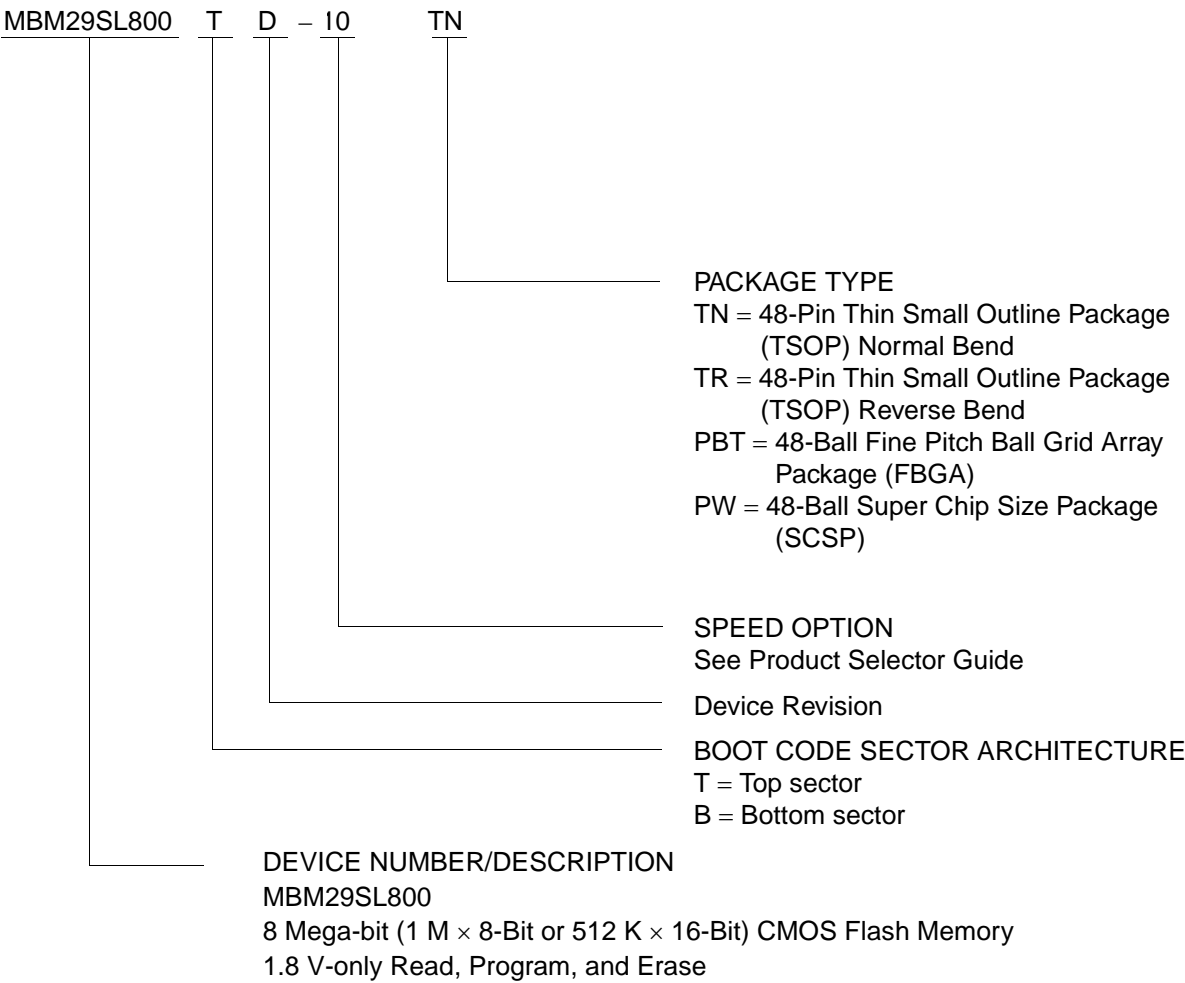 MBM29SL800 T D – 10 TN
PACKAGE TYPE
TN = 48-Pin Thin Small Outline Package
(TSOP) Normal Bend
TR = 48-Pin Thin Small Outline Package
(TSOP) Reverse Bend
PBT = 48-Ball Fine Pitch Ball Grid Array
Package (FBGA)
PW = 48-Ball Super Chip Size Package
(SCSP)
SPEED OPTION
See Product Selector Guide
Device Revision
BOOT CODE SECTOR ARCHITECTURE
T = Top sector
B = Bottom sector
DEVICE NUMBER/DESCRIPTION
MBM29SL800
8 Mega-bit (1 M × 8-Bit or 512 K × 16-Bit) CMOS Flash Memory
1.8 V-only Read, Program, and Erase